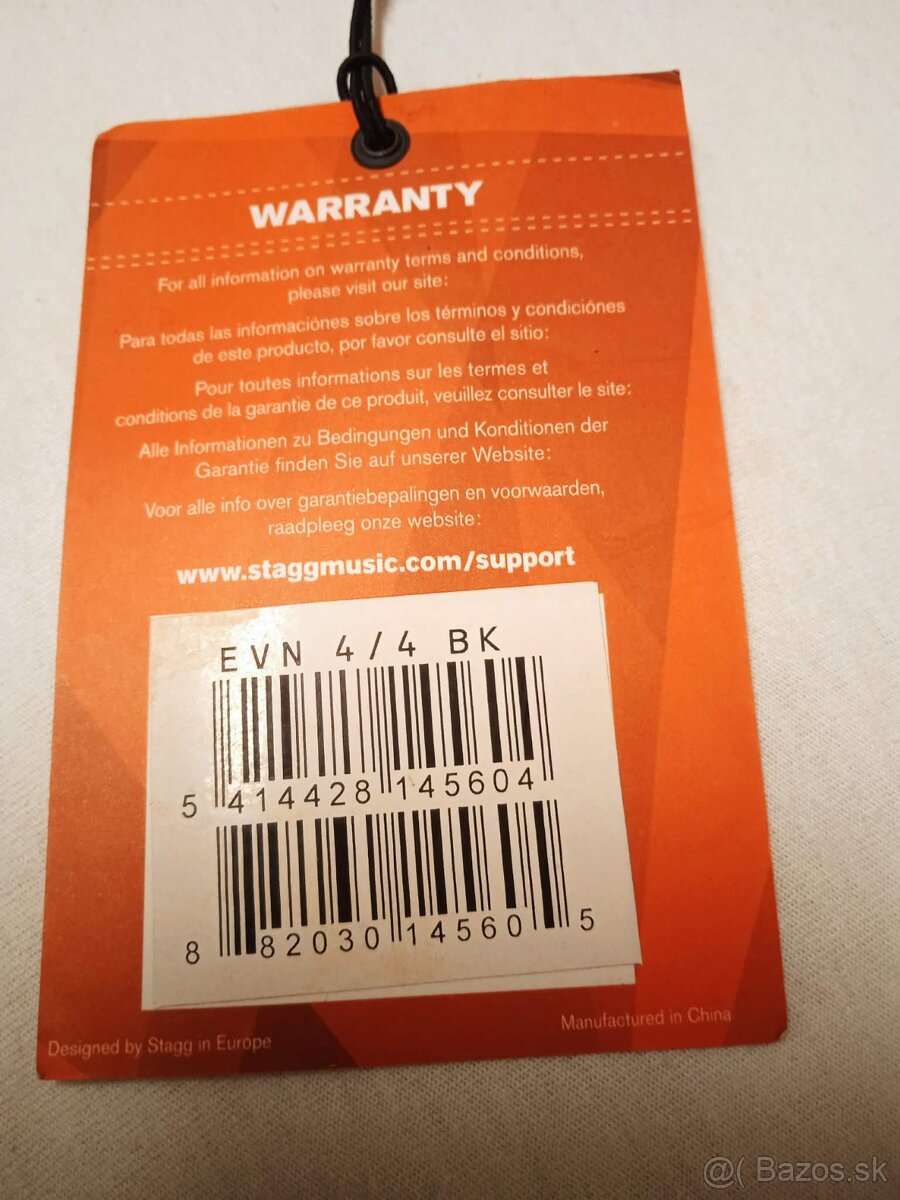 WARRANTY
For all information on warranty terms and conditions,
please visit our site:
Para todas las informaciónes sobre los términos y condiciónes
de este producto, por favor consulte el sitio:
Pour toutes informations sur les termes et
conditions de la garantie de ce produit, veuillez consulter le site:
Alle Informationen zu Bedingungen und Konditionen der
Garantie finden Sie auf unserer Website:
Voor alle info over garantiebepalingen en voorwaarden,
raadpleeg onze website:
www.staggmusic.com/support
EVN 4/4 BK
5 414428 145604
8 82030 14560 5
Designed by Stagg in Europe
Manufactured in China
@( Bazos.sk